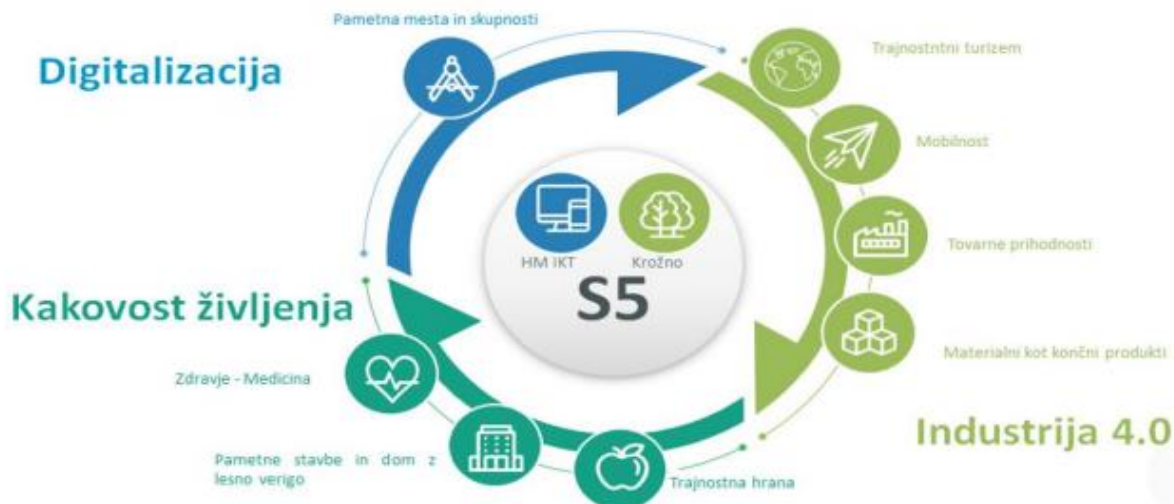 Pametna mesta in skupnosti
Digitalizacija
Trajnostntni turizem
Mobilnost
HM iKT
Krožno
S5
Tovarne prihodnosti
Kakovost življenja
Materialni kot končni produkti
Zdravje - Medicina
Industrija 4.0
Pametne stavbe in dom z
lesno verigo
Trajnostna hrana